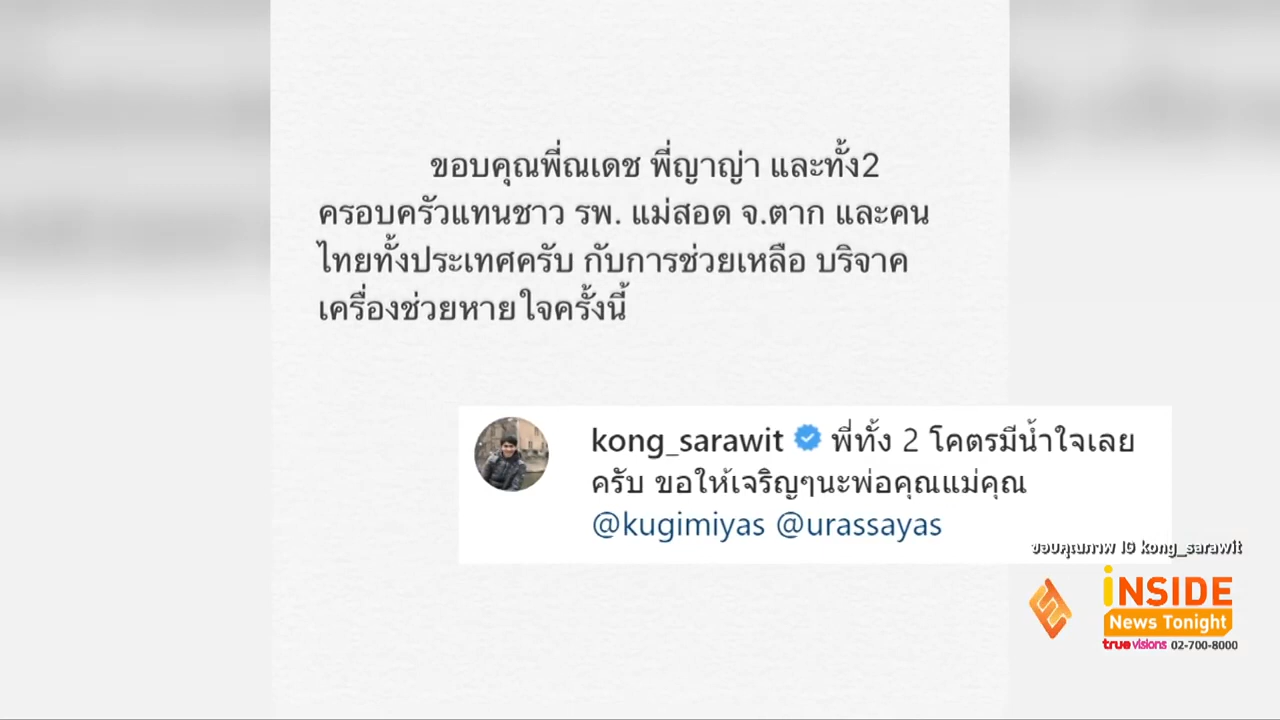 ขอบคุณพี่ณเดช พี่ญาญ่า และทั้ง2
ครอบครัวแทนชาว รพ. แม่สอด จ.ตาก และคน
ไทยทั้งประเทศครับ กับการช่วยเหลือ บริจาค
เครื่องช่วยหายใจครั้งนี้
kong_sarawit พี่ทั้ง 2 โคตรมีน้ำใจเลย
ครับ ขอให้เจริญๆนะพ่อคุณแม่คุณ
@kugimiyas @urassayas
ขอบคุณภาพ IG kong_sarawit
iNSIDE
News Tonight
truevisions 02-700-8000